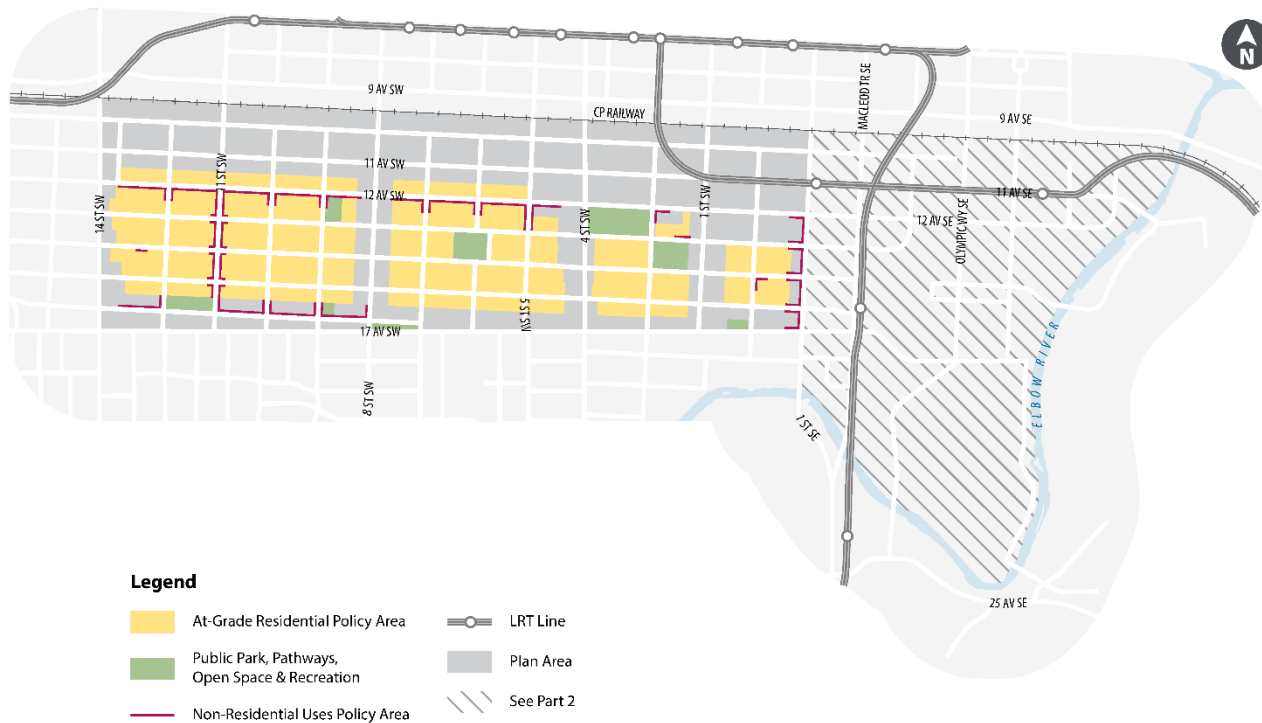 N
9 AV SW
CP RAILWAY
MACLEOD TR SE
9 AV SE
11 AV SW
1 ST SW
12 AV SW
14 ST SW
4 ST SW
1 ST SW
11 AV SE
12 AV SE
OLYMPIC WY SE
5 ST SW
17 AV SW
8 ST SW
1 ST SE
ELBOW RIVER
25 AV SE
Legend
At-Grade Residential Policy Area
LRT Line
Public Park, Pathways,
Open Space & Recreation
Plan Area
Non-Residential Uses Policy Area
See Part 2